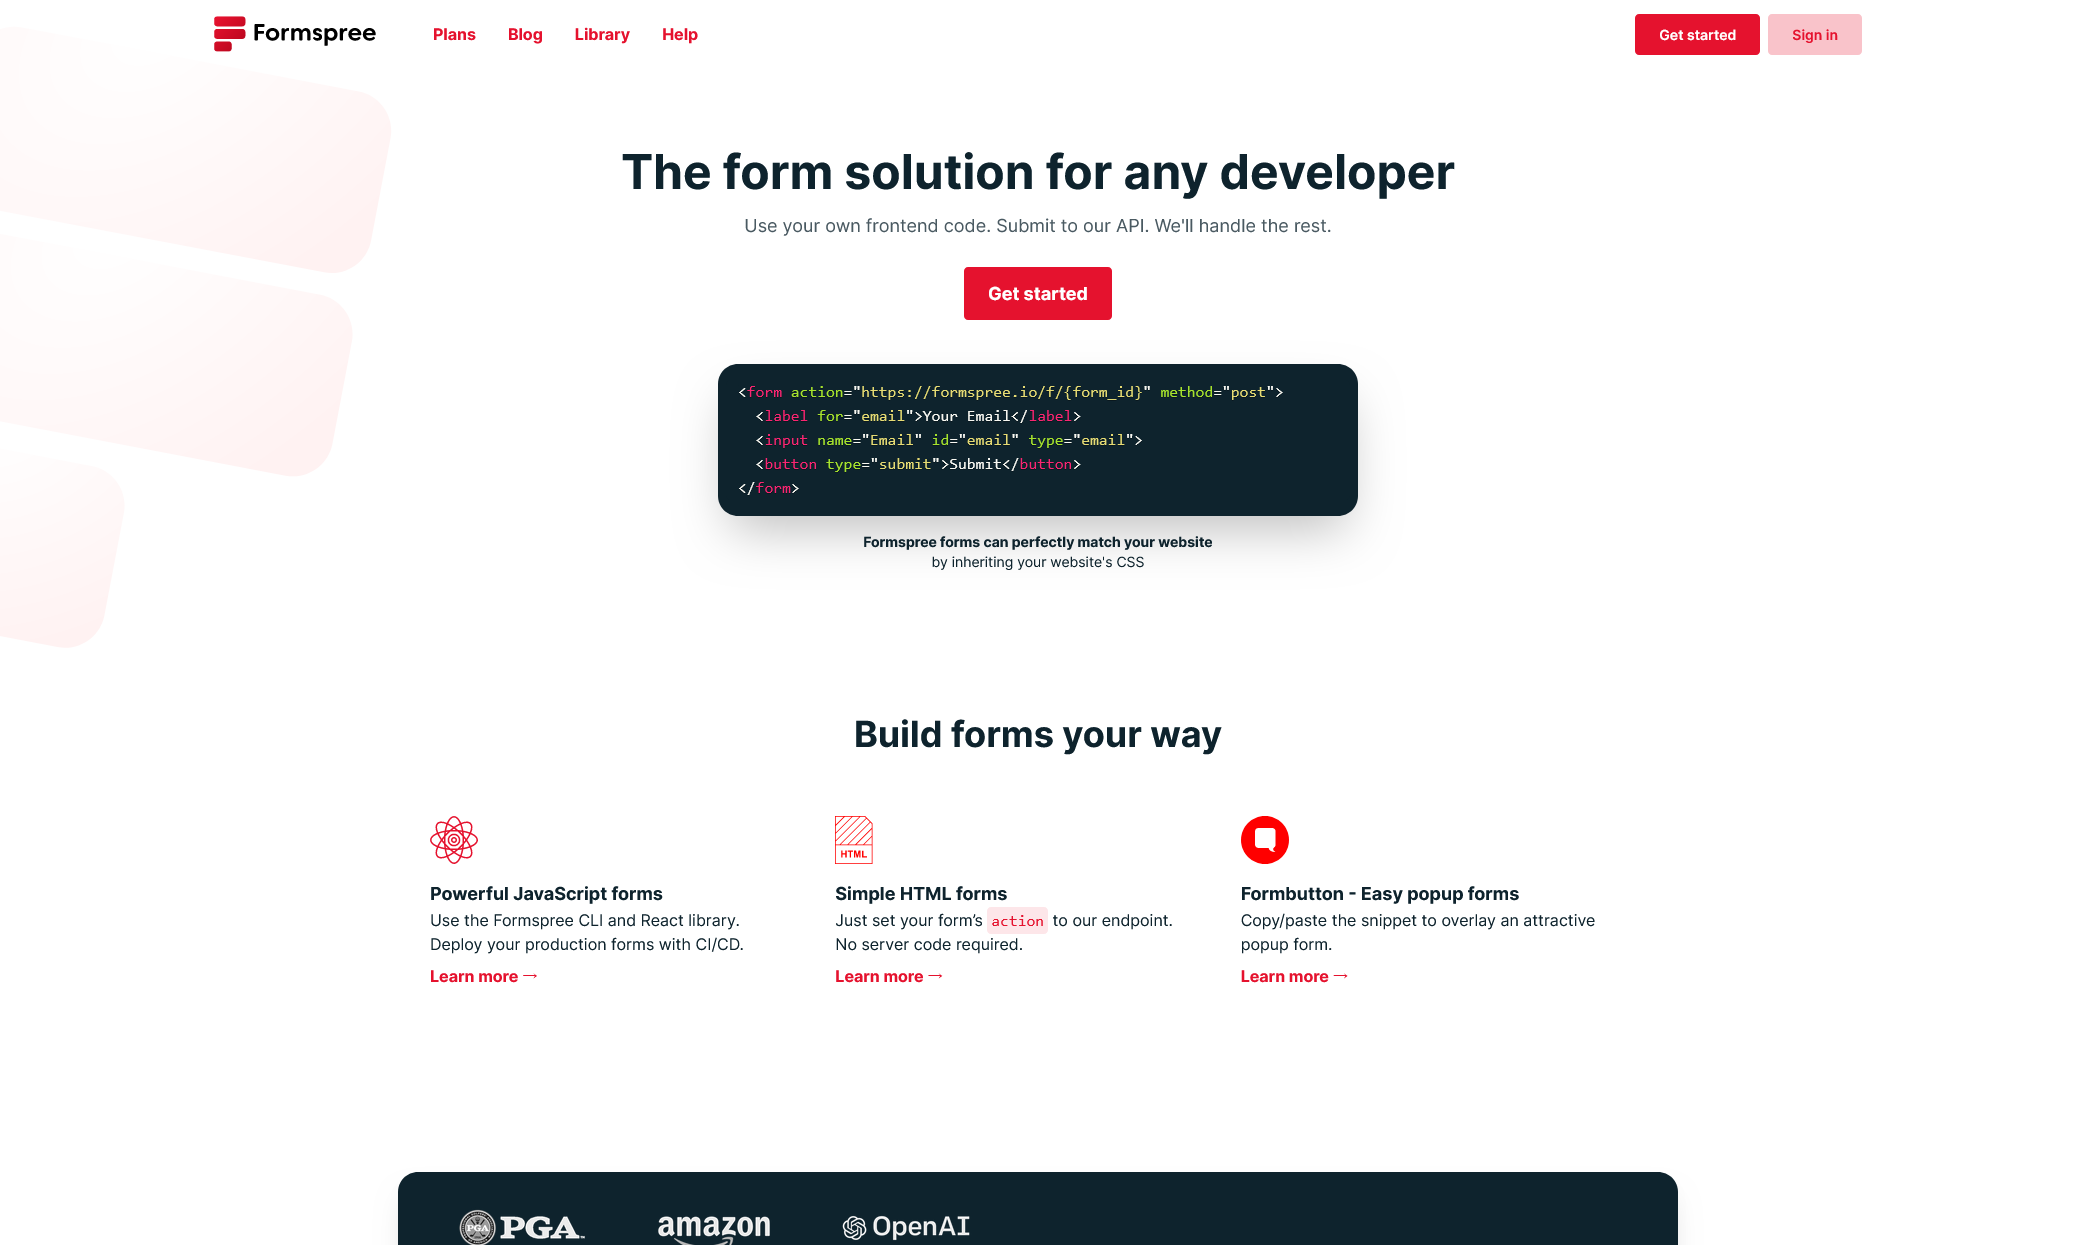 Formspree
Plans
Blog
Library
Help
Get started
Sign in
The form solution for any developer
Use your own frontend code. Submit to our API. We'll handle the rest.
Get started
<form action="https://formspree.io/f/{form_id}" method="post">
  <label for="email">Your Email</label>
  <input name="Email" id="email" type="email">
  <button type="submit">Submit</button>
</form>
Formspree forms can perfectly match your website
by inheriting your website's CSS
Build forms your way
HTML
Powerful JavaScript forms
Use the Formspree CLI and React library.
Deploy your production forms with CI/CD.
Learn more →
Simple HTML forms
Just set your form’s action to our endpoint.
No server code required.
Learn more →
Formbutton - Easy popup forms
Copy/paste the snippet to overlay an attractive
popup form.
Learn more →
PGA PGA
amazon
OpenAI